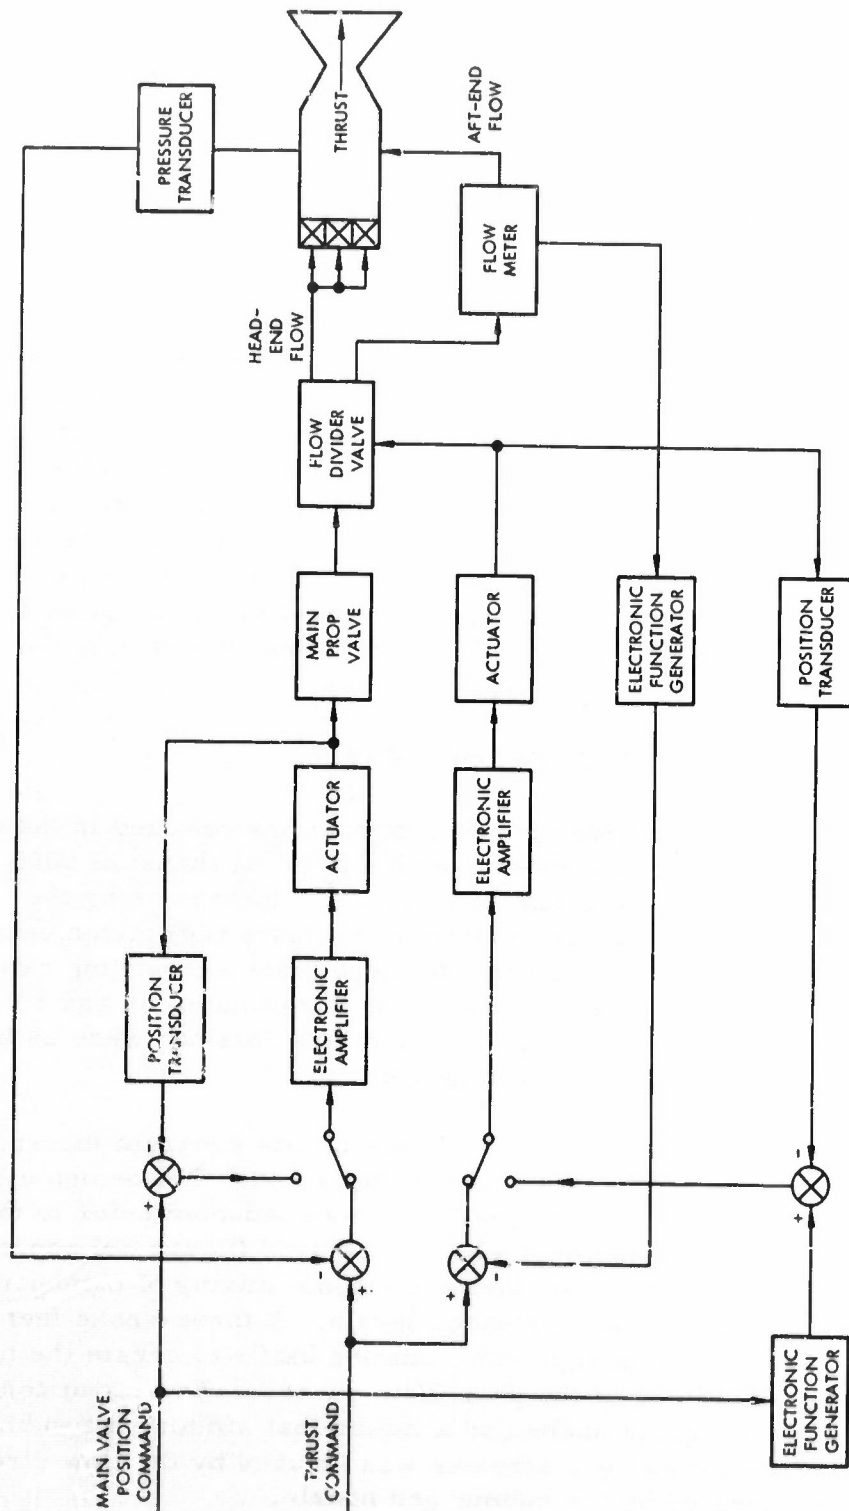 PRESSURE
TRANSDUCER
THRUST
HEAD-
END
FLOW
AFT-END
FLOW
FLOW
METER
FLOW
DIVIDER
VALVE
MAIN
PROP
VALVE
ACTUATOR
POSITION
TRANSDUCER
ELECTRONIC
AMPLIFIER
ACTUATOR
ELECTRONIC
AMPLIFIER
ELECTRONIC
FUNCTION
GENERATOR
POSITION
TRANSDUCER
+
-
-
+
+
-
-
+
MAIN VALVE
POSITION
COMMAND
THRUST
COMMAND
ELECTRONIC
FUNCTION
GENERATOR